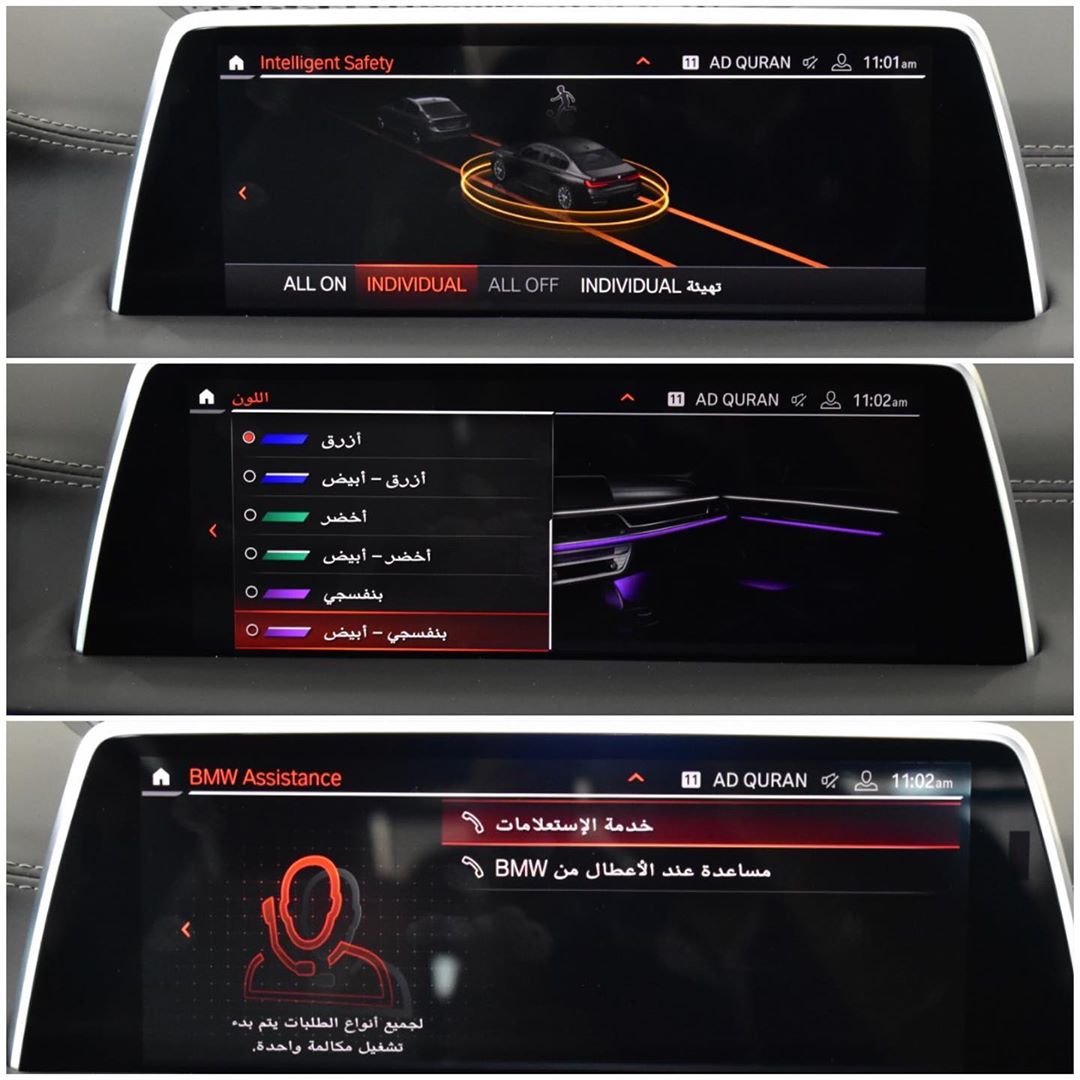 Intelligent Safety
11 AD QURAN 11:01am
ALL ON INDIVIDUAL ALL OFF تهيئة INDIVIDUAL
اللون
11 AD QURAN 11:02am
أزرق
أزرق – أبيض
أخضر
أخضر – أبيض
بنفسجي
بنفسجي – أبيض
BMW Assistance
11 AD QURAN 11:02am
خدمة الإستعلامات
مساعدة عند الأعطال من BMW
لجميع أنواع الطلبات يتم بدء
تشغيل مكالمة واحدة.